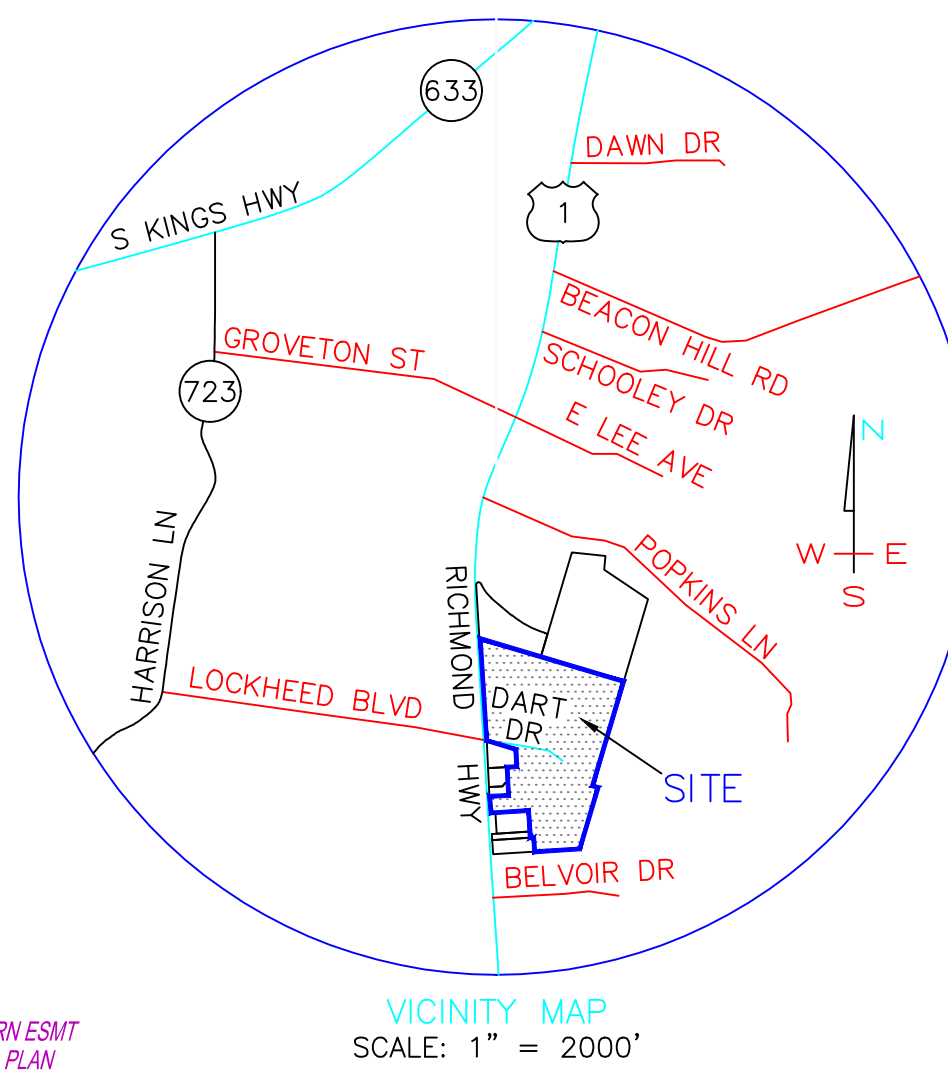 633
DAWN DR
S KINGS HWY
1
BEACON HILL RD
GROVETON ST
SCHOOLEY DR
723
E LEE AVE
N
W E
S
POPKINS LN
HARRISON LN
RICHMOND HWY
LOCKHEED BLVD
DART
DR
SITE
BELVOIR DR
VICINITY MAP
SCALE: 1" = 2000'
RN ESMT
PLAN